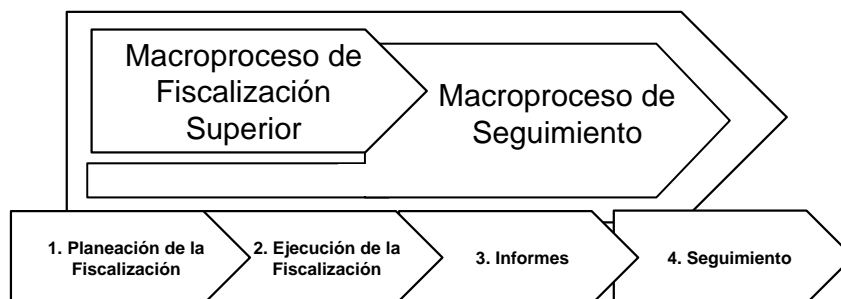 Macroproceso de
Fiscalización
Superior
Macroproceso de
Seguimiento
1. Planeación de la
Fiscalización
2. Ejecución de la
Fiscalización
3. Informes
4. Seguimiento